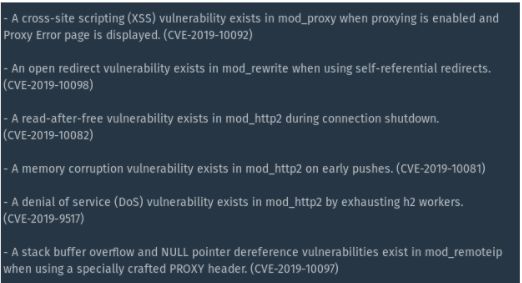 - A cross-site scripting (XSS) vulnerability exists in mod_proxy when proxying is enabled and
Proxy Error page is displayed. (CVE-2019-10092)
- An open redirect vulnerability exists in mod_rewrite when using self-referential redirects.
(CVE-2019-10098)
- A read-after-free vulnerability exists in mod_http2 during connection shutdown.
(CVE-2019-10082)
- A memory corruption vulnerability exists in mod_http2 on early pushes. (CVE-2019-10081)
- A denial of service (DoS) vulnerability exists in mod_http2 by exhausting h2 workers.
(CVE-2019-9517)
- A stack buffer overflow and NULL pointer dereference vulnerabilities exist in mod_remoteip
when using a specially crafted PROXY header. (CVE-2019-10097)